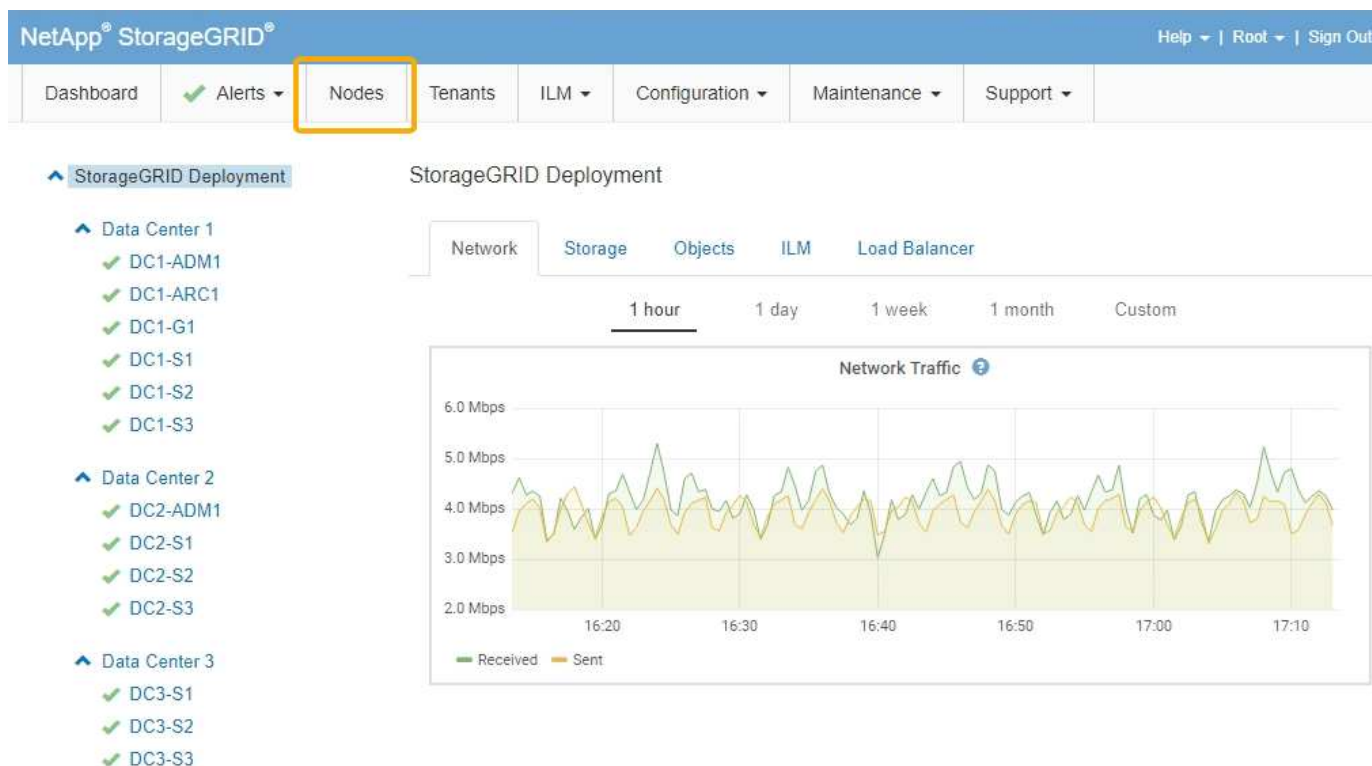 NetApp® StorageGRID®
Help | Root | Sign Out
Dashboard Alerts Nodes Tenants ILM Configuration Maintenance Support
StorageGRID Deployment
Data Center 1
DC1-ADM1
DC1-ARC1
DC1-G1
DC1-S1
DC1-S2
DC1-S3
Data Center 2
DC2-ADM1
DC2-S1
DC2-S2
DC2-S3
Data Center 3
DC3-S1
DC3-S2
DC3-S3
StorageGRID Deployment
Network Storage Objects ILM Load Balancer
1 hour 1 day 1 week 1 month Custom
Network Traffic ?
6.0 Mbps
5.0 Mbps
4.0 Mbps
3.0 Mbps
2.0 Mbps
16:20 16:30 16:40 16:50 17:00 17:10
Received Sent